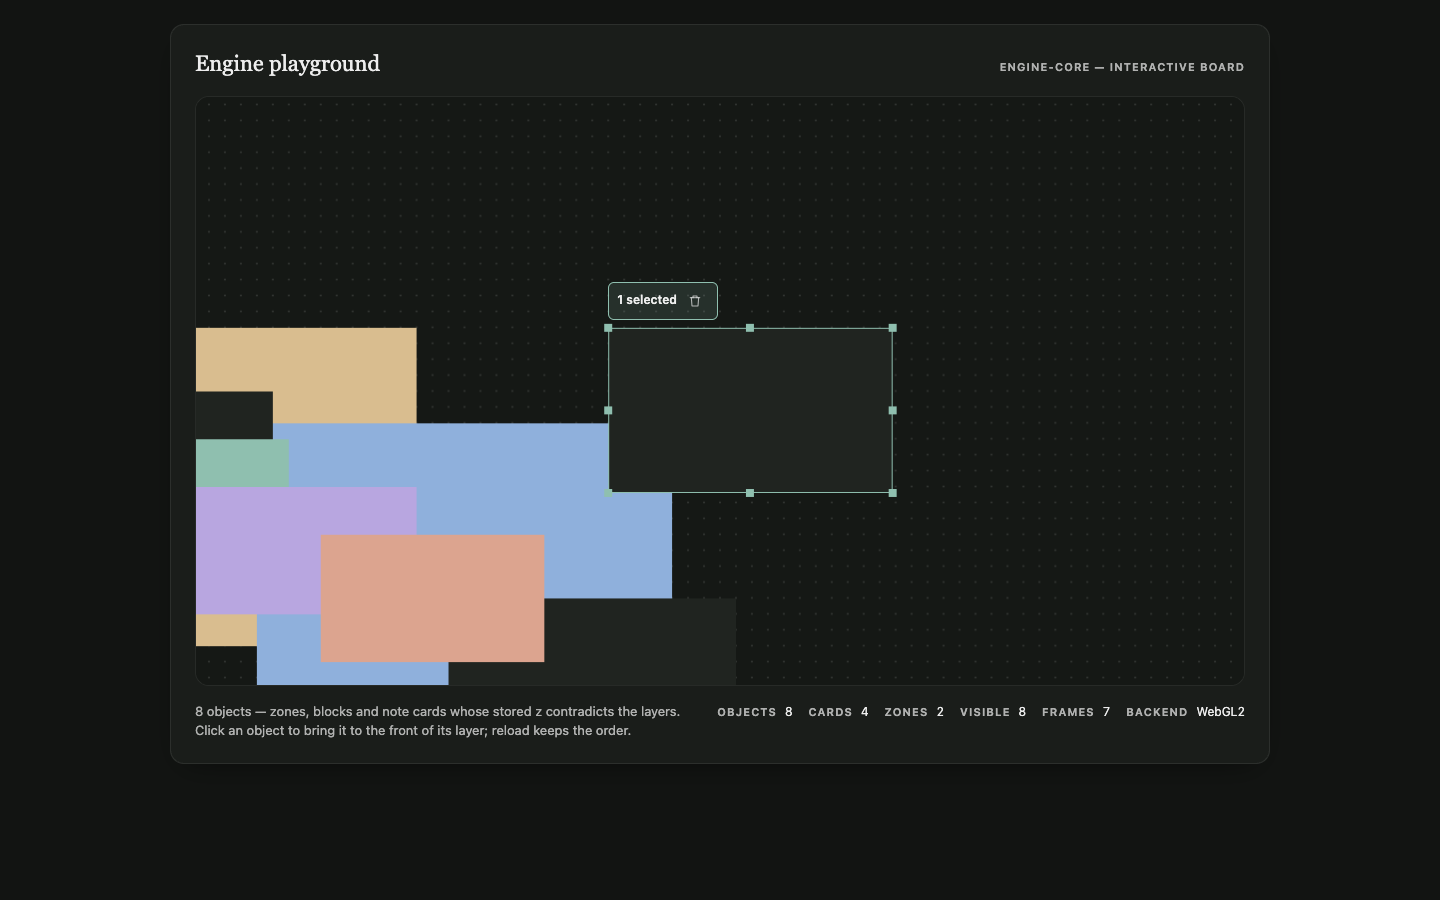 Engine playground
ENGINE-CORE — INTERACTIVE BOARD
1 selected
8 objects — zones, blocks and note cards whose stored z contradicts the layers.
Click an object to bring it to the front of its layer; reload keeps the order.
OBJECTS 8 CARDS 4 ZONES 2 VISIBLE 8 FRAMES 7 BACKEND WebGL2